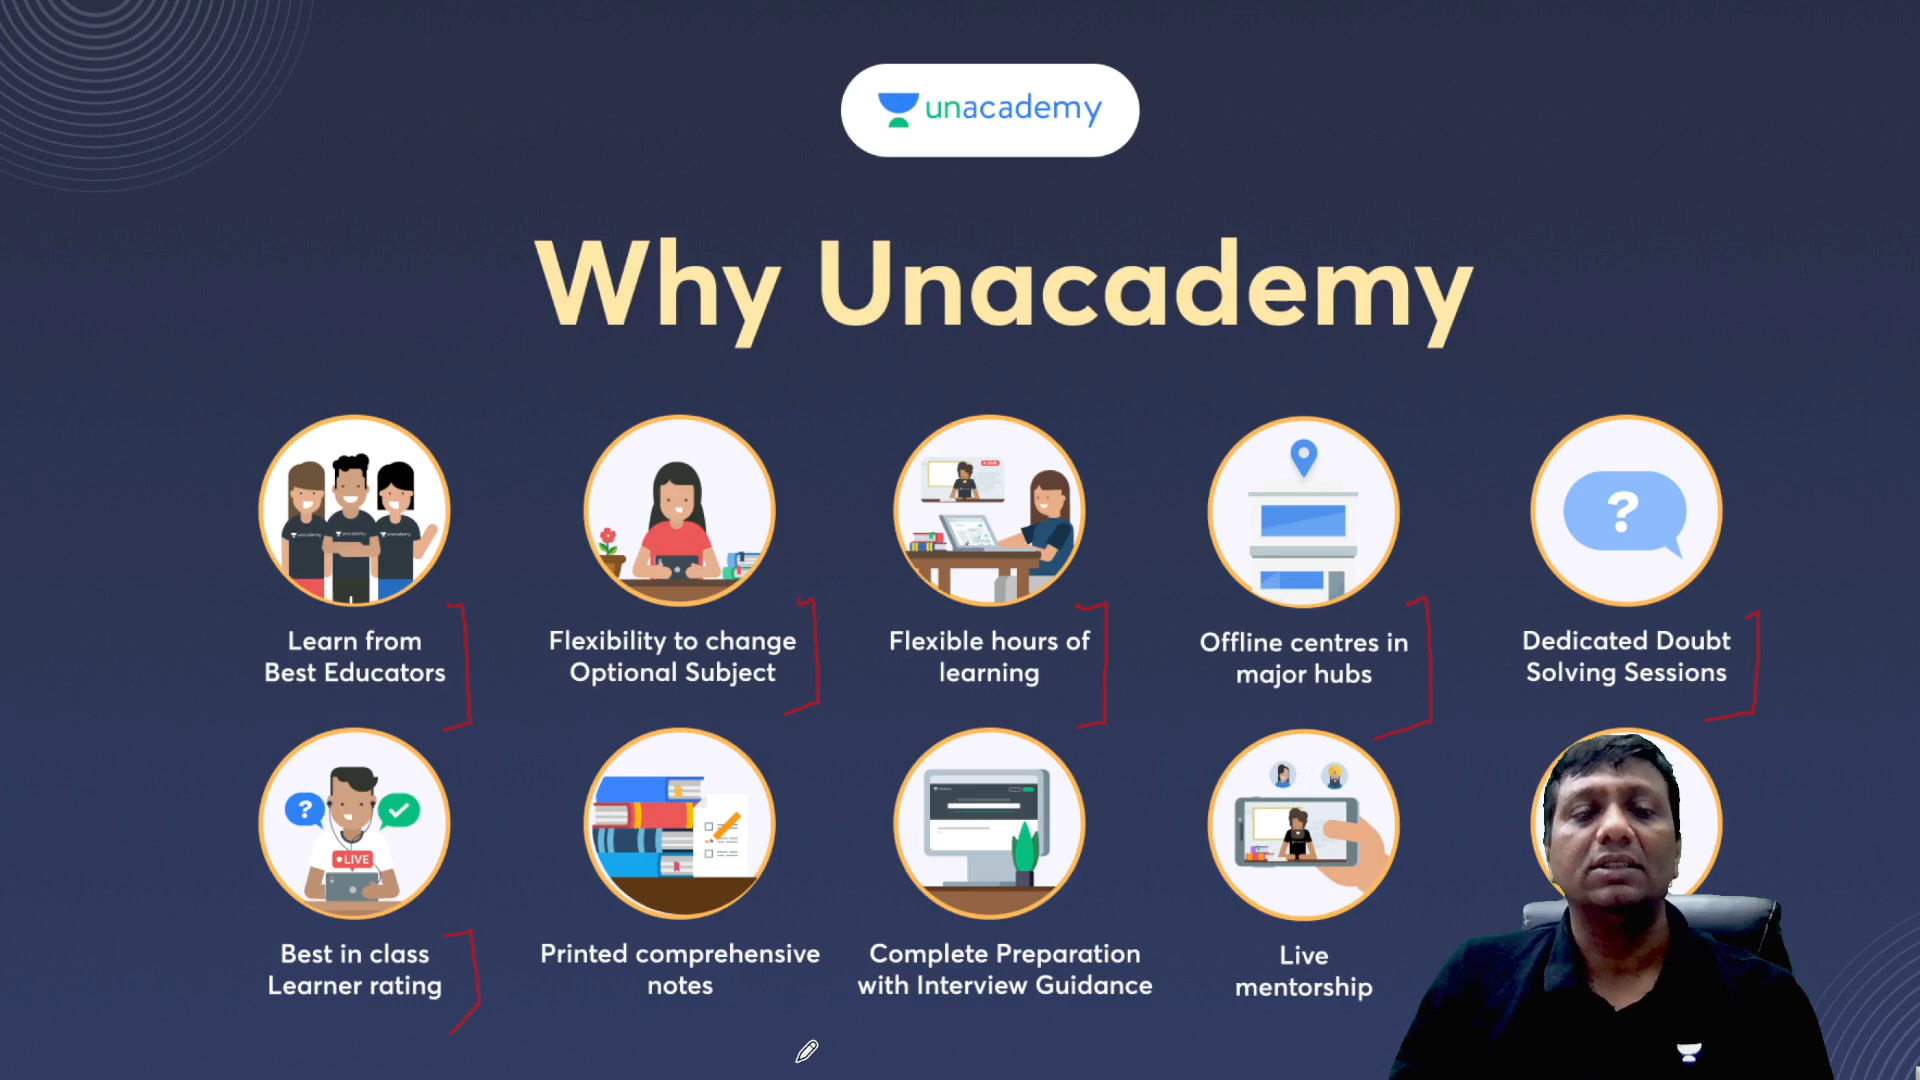 unacademy
Why Unacademy
Learn from
Best Educators
Flexibility to change
Optional Subject
LIVE
Flexible hours of
learning
Offline centres in
major hubs
?
Dedicated Doubt
Solving Sessions
?
LIVE
Best in class
Learner rating
Printed comprehensive
notes
Complete Preparation
with Interview Guidance
Live
mentorship